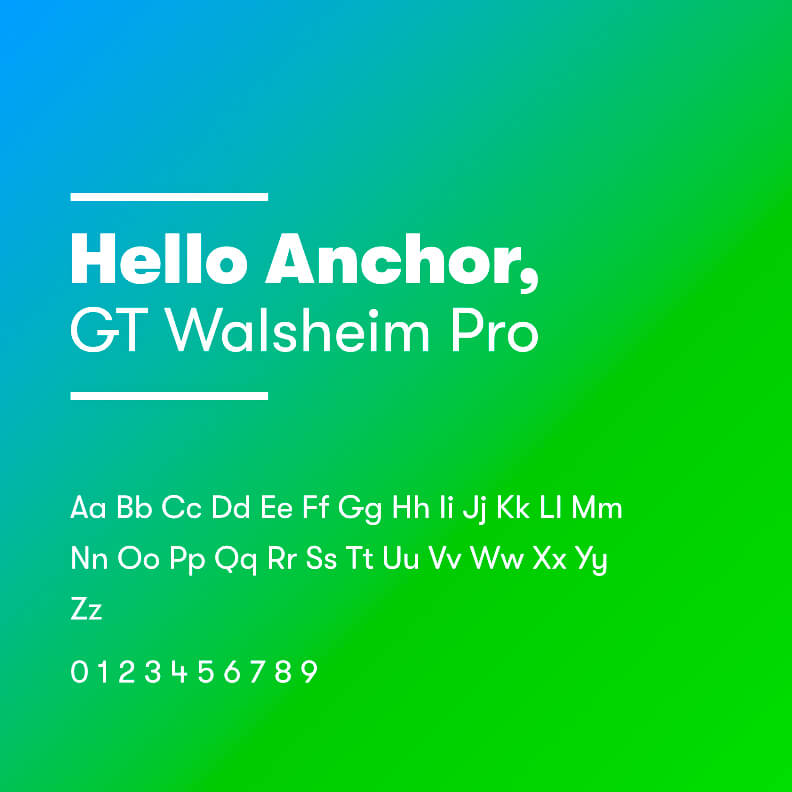 Hello Anchor,
GT Walsheim Pro
Aa Bb Cc Dd Ee Ff Gg Hh Ii Jj Kk Ll Mm
Nn Oo Pp Qq Rr Ss Tt Uu Vv Ww Xx Yy
Zz
0 1 2 3 4 5 6 7 8 9